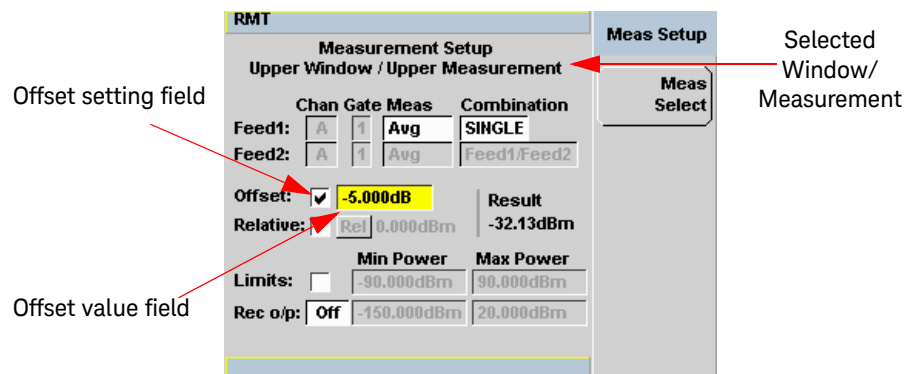 RMT
Measurement Setup
Upper Window / Upper Measurement
Meas Setup
Meas
Select
Selected
Window/
Measurement
Offset setting field
Chan Gate Meas Combination
Feed1: A 1 Avg SINGLE
Feed2: A 1 Avg Feed1/Feed2
Offset: -5.000dB
Relative: Rel 0.000dBm
Result
-32.13dBm
Min Power Max Power
Limits: -90.000dBm 90.000dBm
Rec o/p: Off -150.000dBm 20.000dBm
Offset value field